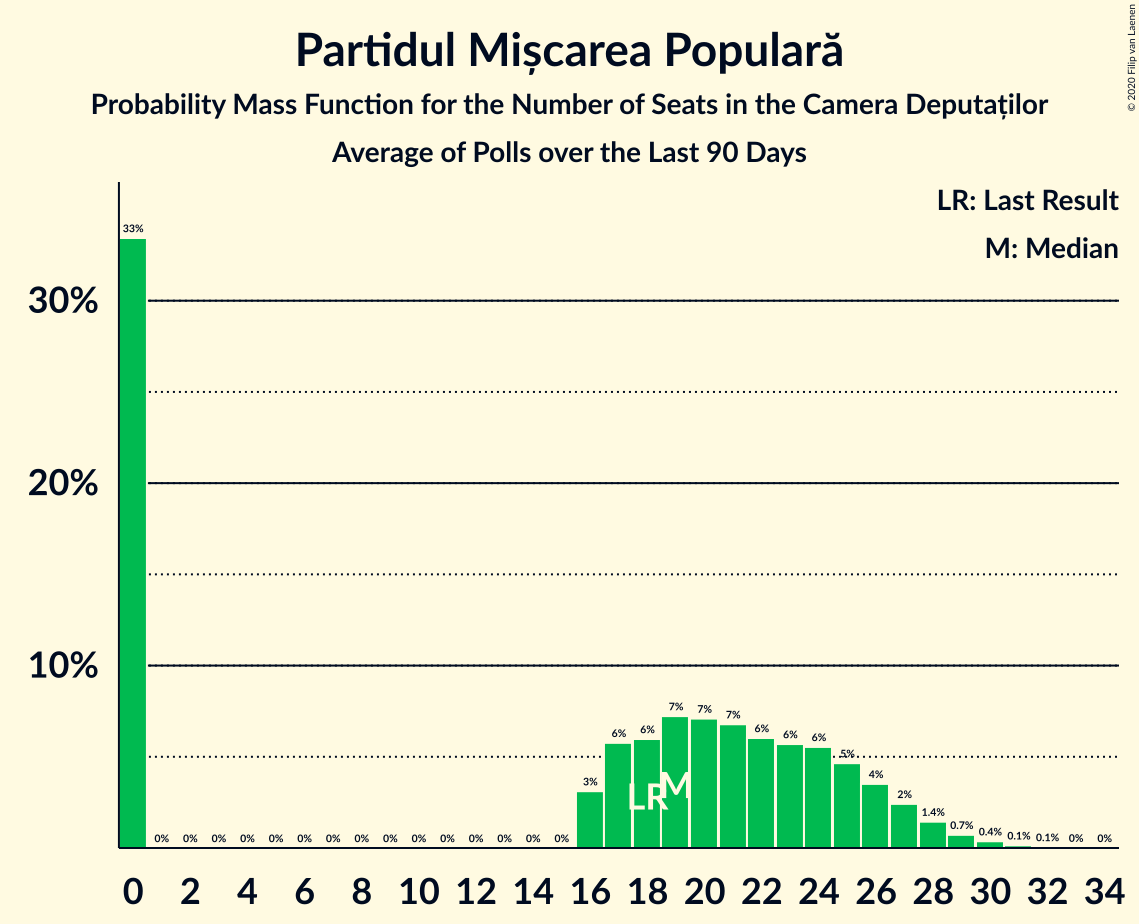 Partidul Mișcarea Populară
Probability Mass Function for the Number of Seats in the Camera Deputaților
Average of Polls over the Last 90 Days
© 2020 Filip van Laenen
LR: Last Result
M: Median
30%
20%
10%
33%
0% 0% 0% 0% 0% 0% 0% 0% 0% 0% 0% 0% 0% 0% 0% 3% 6% 6% 7% 7% 7% 6% 6% 6% 5% 4% 2% 1.4% 0.7% 0.4% 0.1% 0.1% 0% 0%
LR M
0 2 4 6 8 10 12 14 16 18 20 22 24 26 28 30 32 34